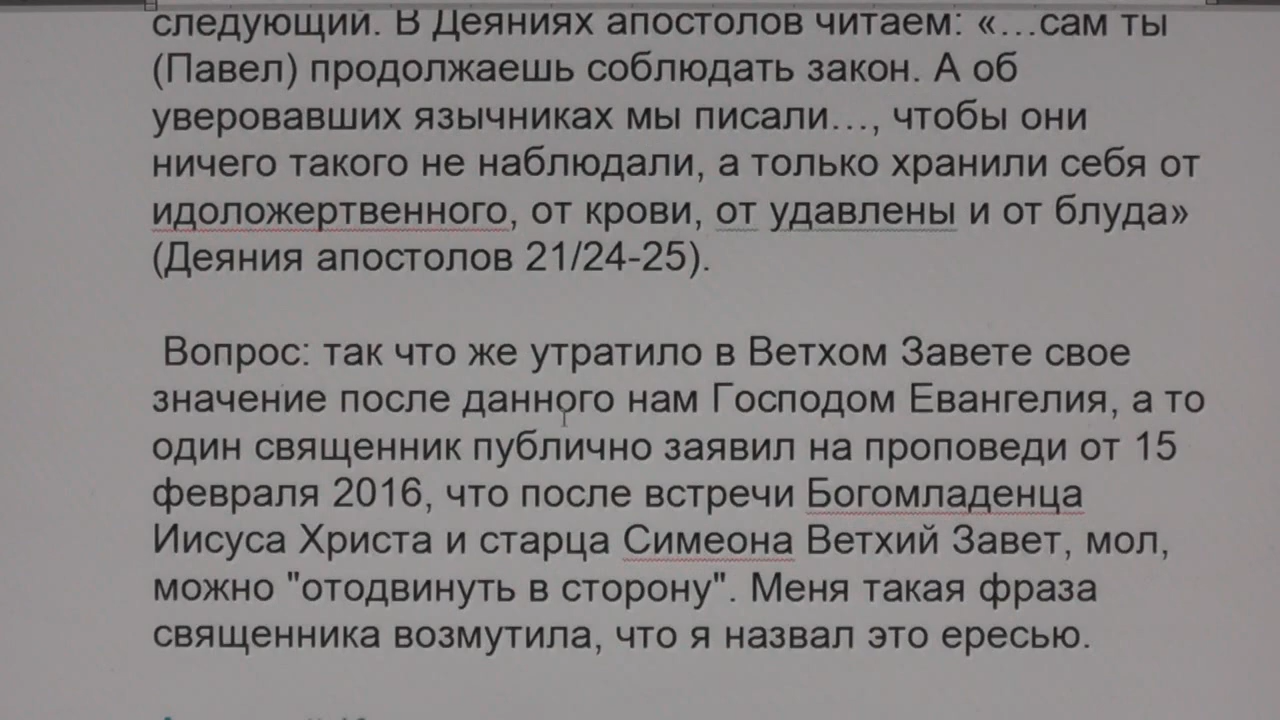 следующий. В Деяниях апостолов читаем: «…сам ты
(Павел) продолжаешь соблюдать закон. А об
уверовавших язычниках мы писали…, чтобы они
ничего такого не наблюдали, а только хранили себя от
идоложертвенного, от крови, от удавлены и от блуда»
(Деяния апостолов 21/24-25).
Вопрос: так что же утратило в Ветхом Завете свое
значение после данного нам Господом Евангелия, а то
один священник публично заявил на проповеди от 15
февраля 2016, что после встречи Богомладенца
Иисуса Христа и старца Симеона Ветхий Завет, мол,
можно "отодвинуть в сторону". Меня такая фраза
священника возмутила, что я назвал это ересью.